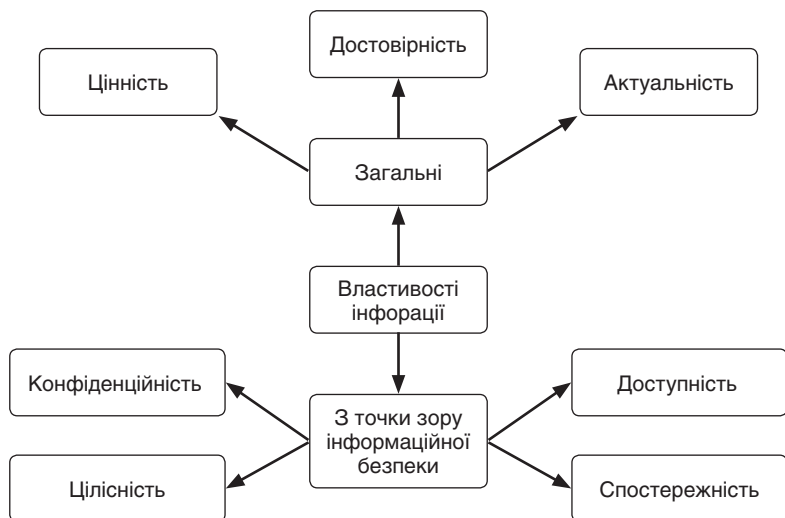 Достовірність
Цінність
Актуальність
Загальні
Властивості
інфорації
Конфіденційність
Доступність
З точки зору
інформаційної
безпеки
Цілісність
Спостережність